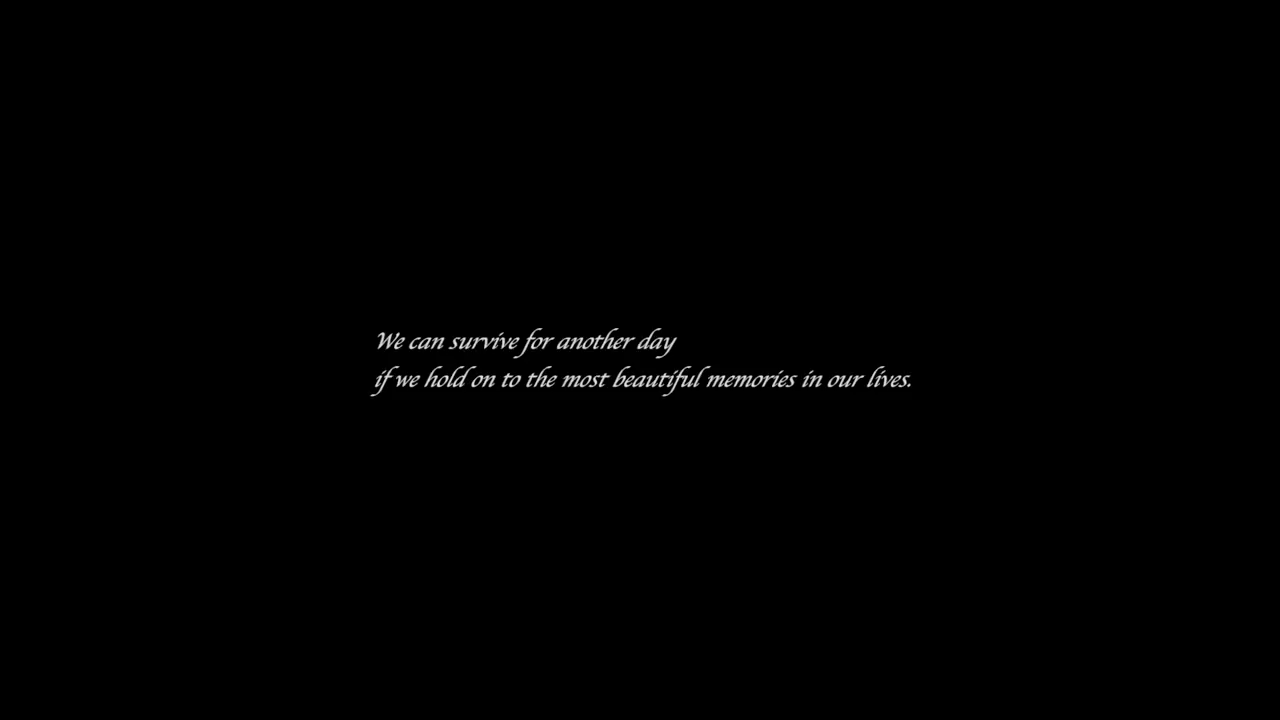 We can survive for another day
if we hold on to the most beautiful memories in our lives.